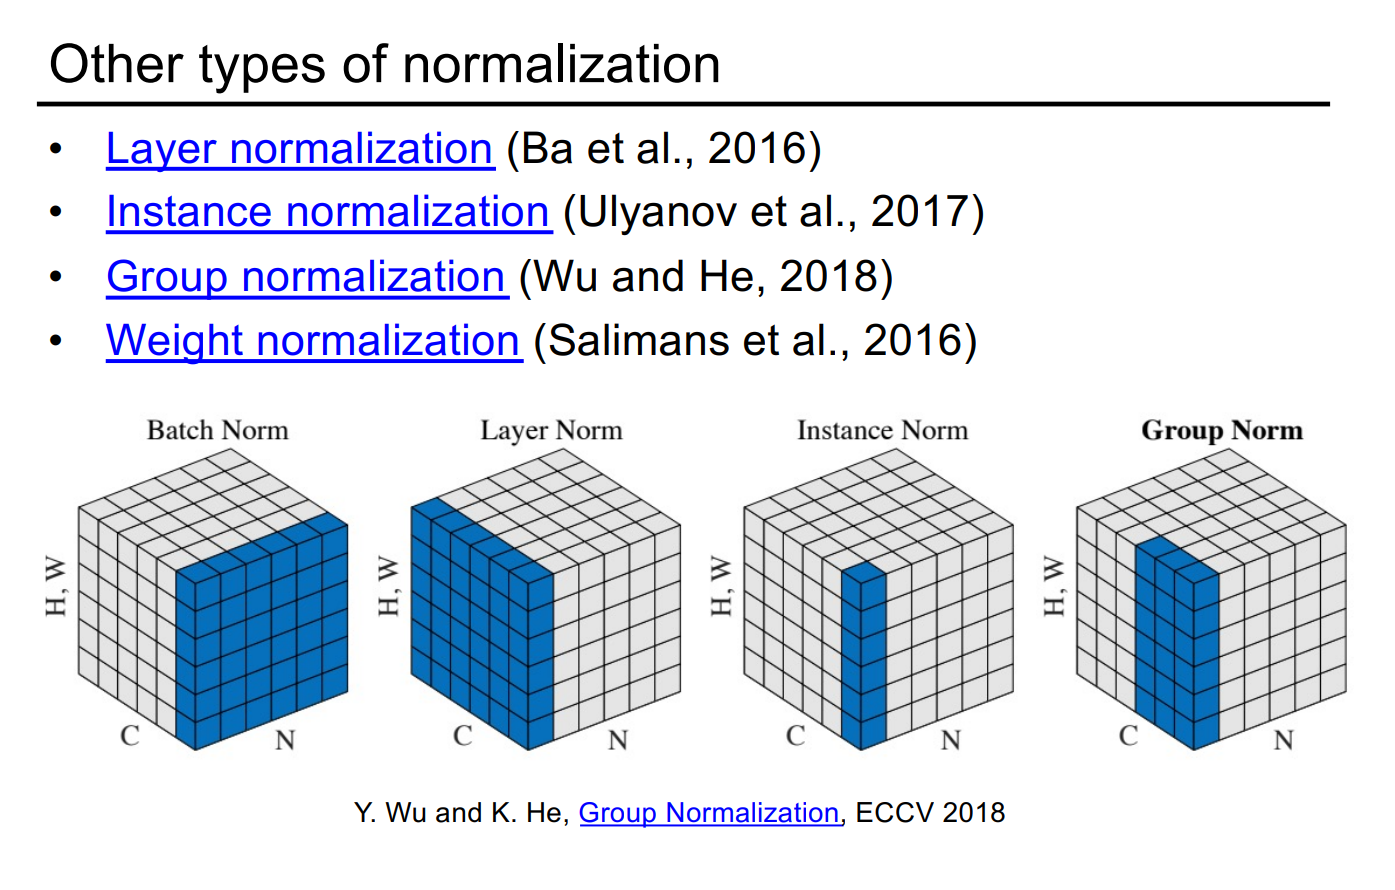 Other types of normalization
• Layer normalization (Ba et al., 2016)
• Instance normalization (Ulyanov et al., 2017)
• Group normalization (Wu and He, 2018)
• Weight normalization (Salimans et al., 2016)
Batch Norm
H, W
C
N
Layer Norm
H, W
C
N
Instance Norm
H, W
C
N
Group Norm
H, W
C
N
Y. Wu and K. He, Group Normalization, ECCV 2018